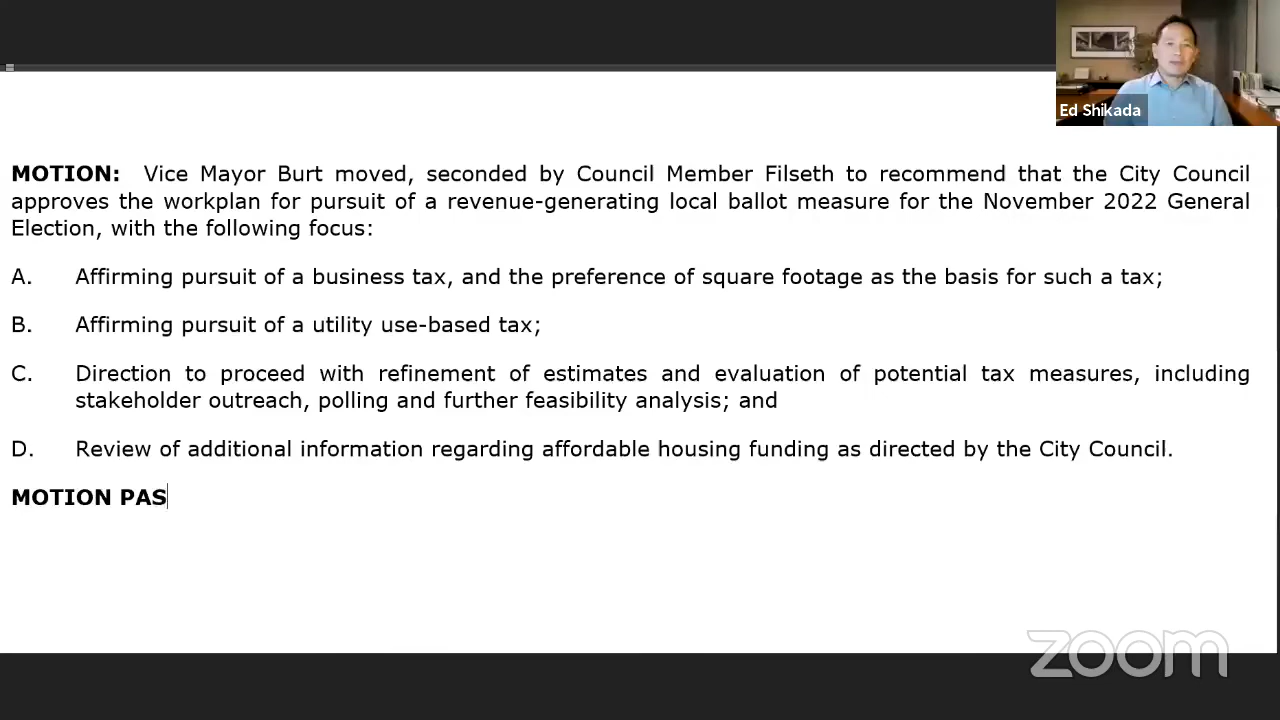 Ed Shikada
MOTION: Vice Mayor Burt moved, seconded by Council Member Filseth to recommend that the City Council
approves the workplan for pursuit of a revenue-generating local ballot measure for the November 2022 General
Election, with the following focus:
A. Affirming pursuit of a business tax, and the preference of square footage as the basis for such a tax;
B. Affirming pursuit of a utility use-based tax;
C. Direction to proceed with refinement of estimates and evaluation of potential tax measures, including
stakeholder outreach, polling and further feasibility analysis; and
D. Review of additional information regarding affordable housing funding as directed by the City Council.
MOTION PAS
zoom